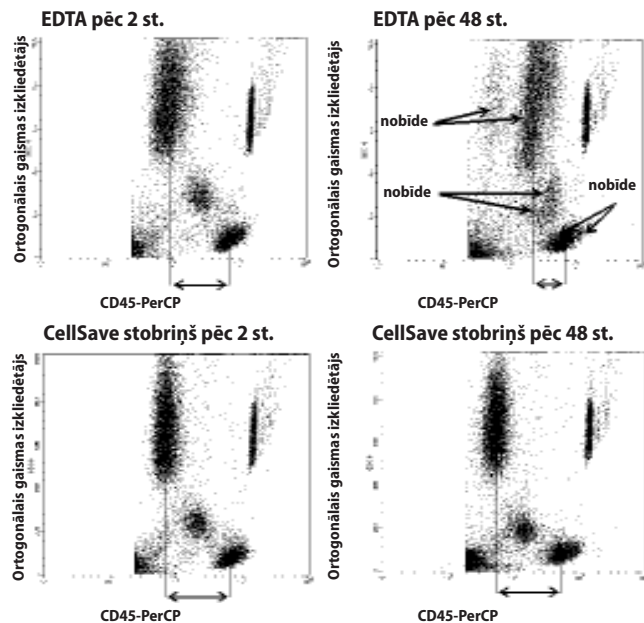 EDTA pēc 2 st.
Ortogonālais gaismas izkliedētājs
CD45-PerCP
EDTA pēc 48 st.
Ortogonālais gaismas izkliedētājs
nobīde
nobīde
nobīde
CD45-PerCP
CellSave stobriņš pēc 2 st.
Ortogonālais gaismas izkliedētājs
CD45-PerCP
CellSave stobriņš pēc 48 st.
Ortogonālais gaismas izkliedētājs
CD45-PerCP